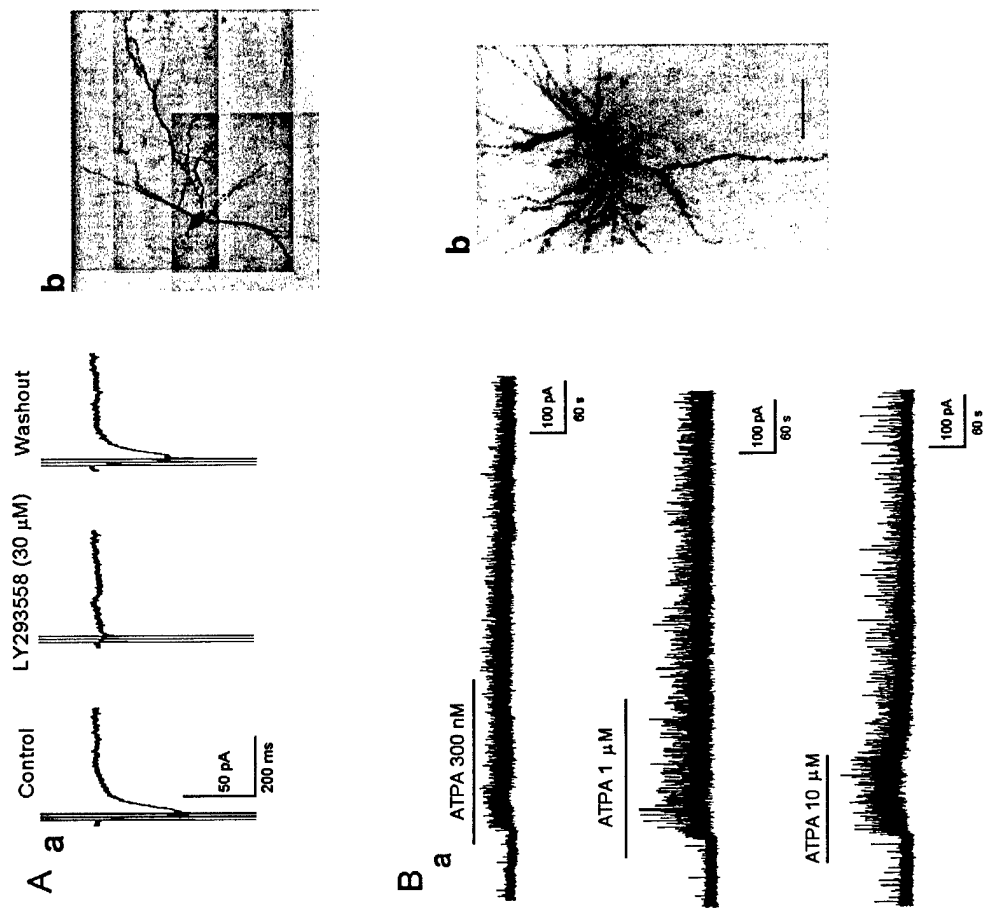 A
a
Control
LY293558 (30 μM)
Washout
50 pA
200 ms
b
B
a
ATPA 300 nM
100 pA
60 s
ATPA 1 μM
100 pA
60 s
ATPA 10 μM
100 pA
60 s
b